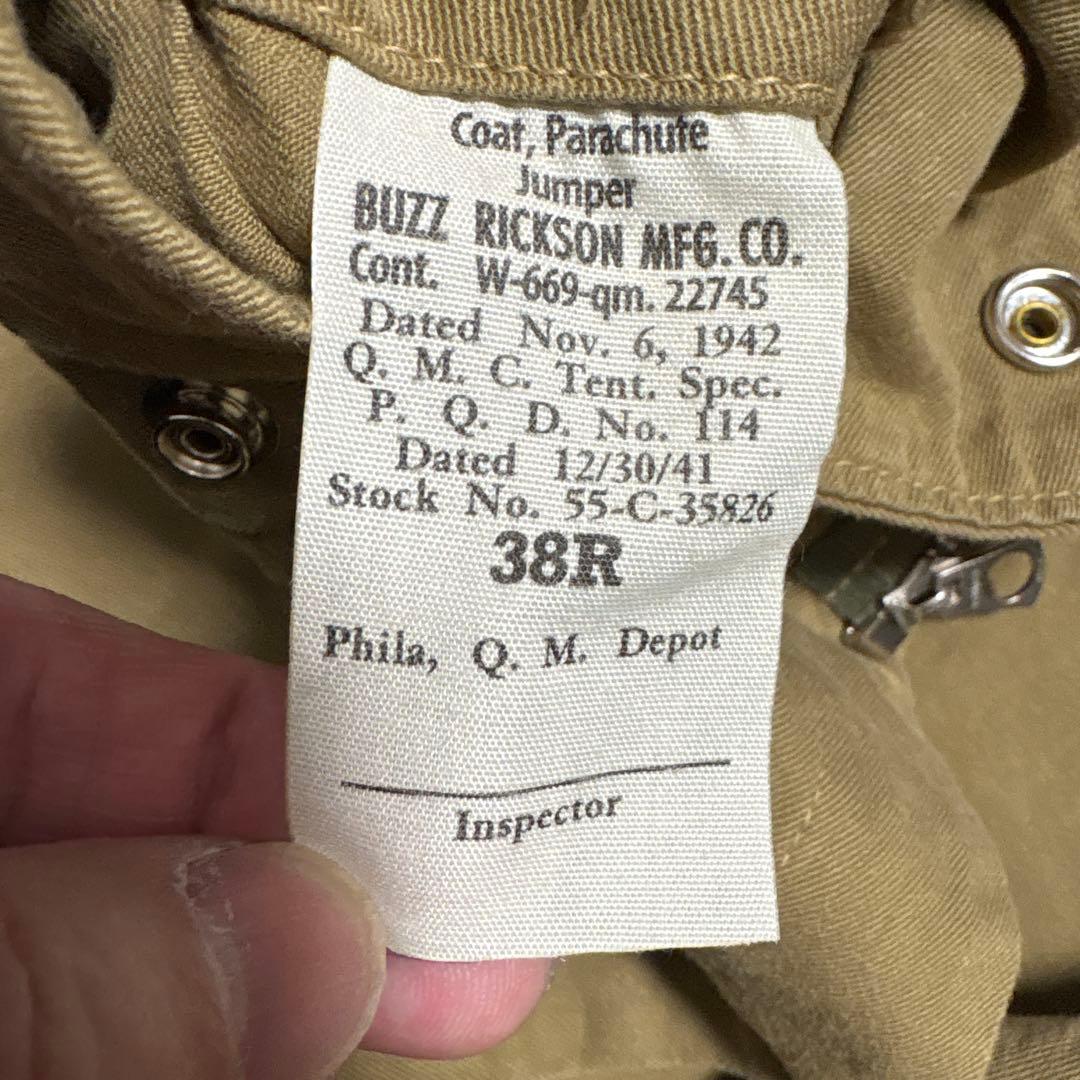 Coat, Parachute
Jumper
BUZZ RICKSON MFG. CO.
Cont. W-669-qm. 22745
Dated Nov. 6, 1942
Q. M. C. Tent. Spec.
P. Q. D. No. 114
Dated 12/30/41
Stock No. 55-C-35826
38R
Phila, Q. M. Depot
Inspector